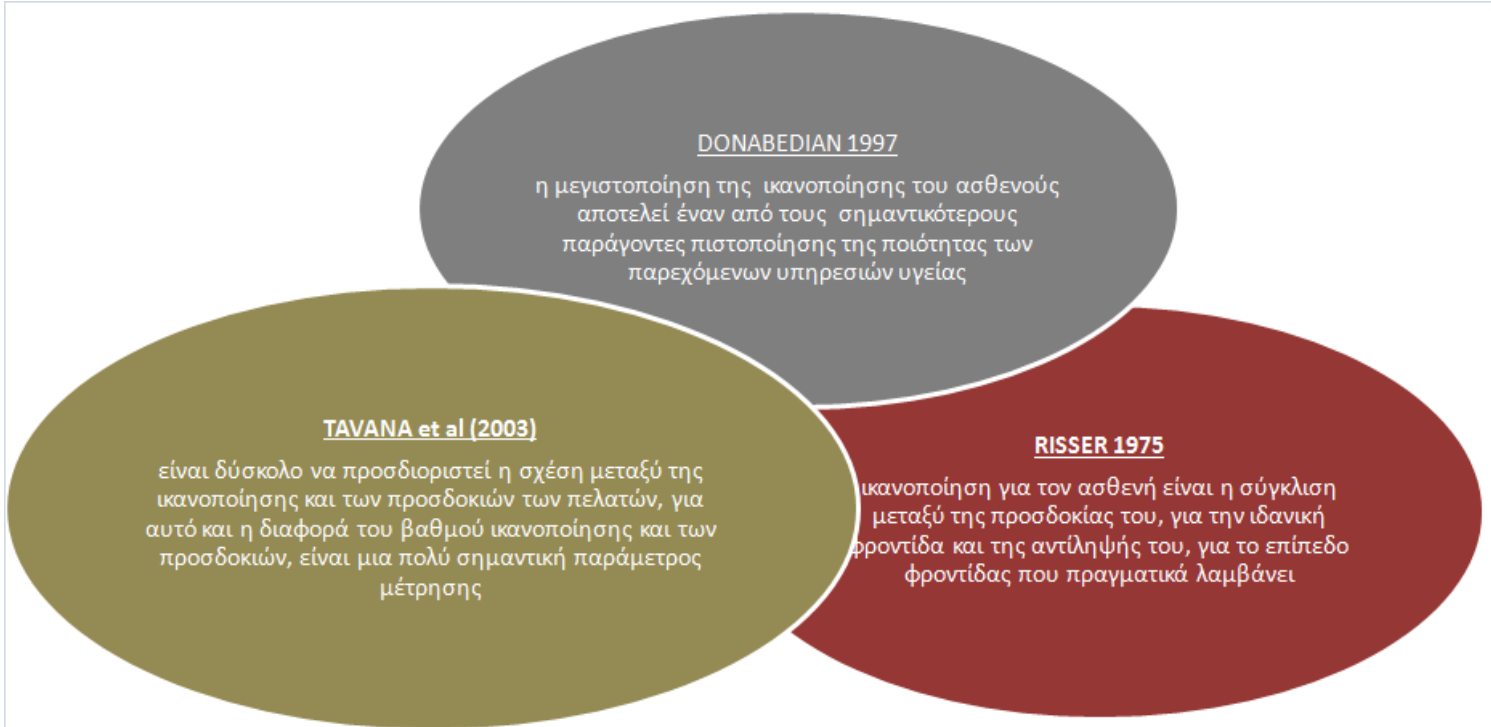 DONABEDIAN 1997
η μεγιστοποίηση της ικανοποίησης του ασθενούς
αποτελεί έναν από τους σημαντικότερους
παράγοντες πιστοποίησης της ποιότητας των
παρεχόμενων υπηρεσιών υγείας
TAVANA et al (2003)
είναι δύσκολο να προσδιοριστεί η σχέση μεταξύ της
ικανοποίησης και των προσδοκιών των πελατών, για
αυτό και η διαφορά του βαθμού ικανοποίησης και των
προσδοκιών, είναι μια πολύ σημαντική παράμετρος
μέτρησης
RISSER 1975
ικανοποίηση για τον ασθενή είναι η σύγκλιση
μεταξύ της προσδοκίας του, για την ιδανική
φροντίδα και της αντίληψής του, για το επίπεδο
φροντίδας που πραγματικά λαμβάνει